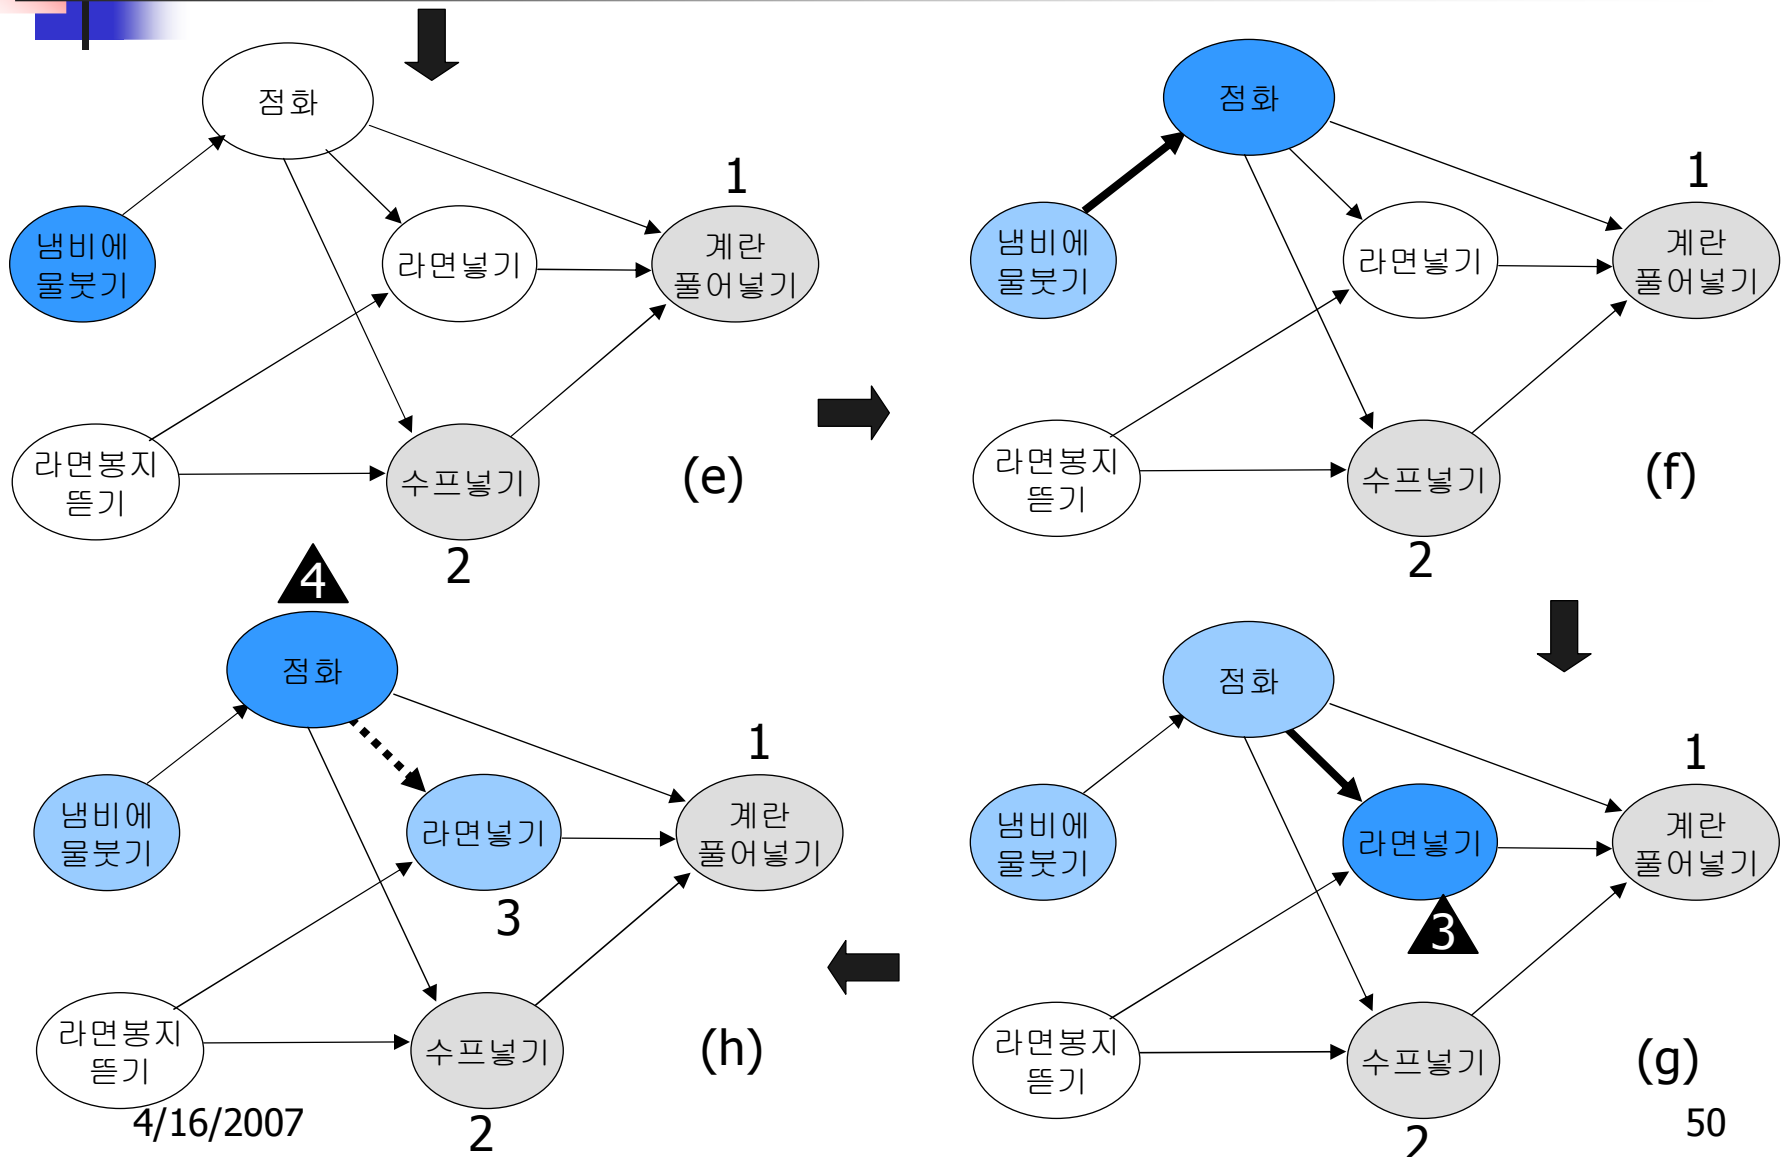 점화
1
냄비에
물붓기
라면넣기
계란
풀어넣기
라면봉지
뜯기
수프넣기
(e)
2
점화
1
냄비에
물붓기
라면넣기
계란
풀어넣기
라면봉지
뜯기
수프넣기
(f)
2
4
점화
1
냄비에
물붓기
라면넣기
계란
풀어넣기
3
라면봉지
뜯기
수프넣기
(h)
2
점화
1
냄비에
물붓기
라면넣기
계란
풀어넣기
3
라면봉지
뜯기
수프넣기
(g)
2
4/16/2007
50